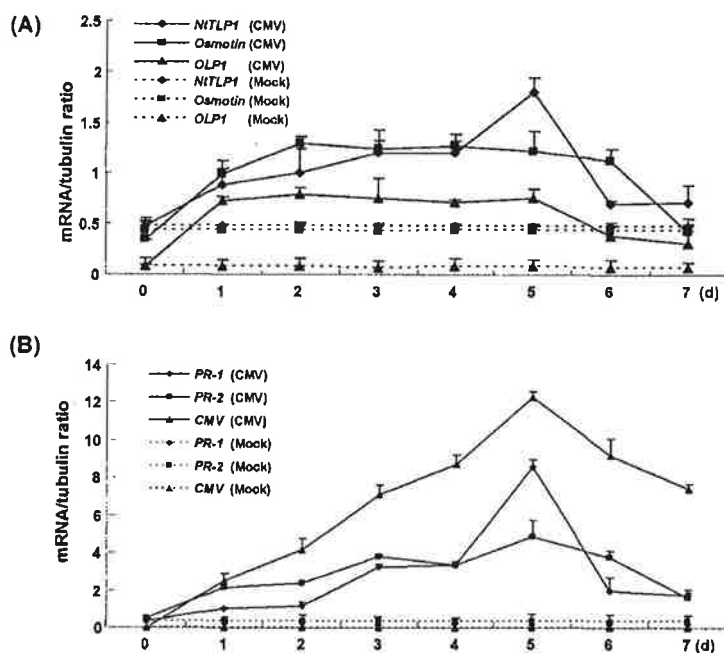 (A)
NtTLP1 (CMV)
Osmotin (CMV)
OLP1 (CMV)
NtTLP1 (Mock)
Osmotin (Mock)
OLP1 (Mock)
mRNA/tubulin ratio
2.5
2
1.5
1
0.5
0
0 1 2 3 4 5 6 7 (d)
(B)
PR-1 (CMV)
PR-2 (CMV)
CMV (CMV)
PR-1 (Mock)
PR-2 (Mock)
CMV (Mock)
mRNA/tubulin ratio
14
12
10
8
6
4
2
0
0 1 2 3 4 5 6 7 (d)